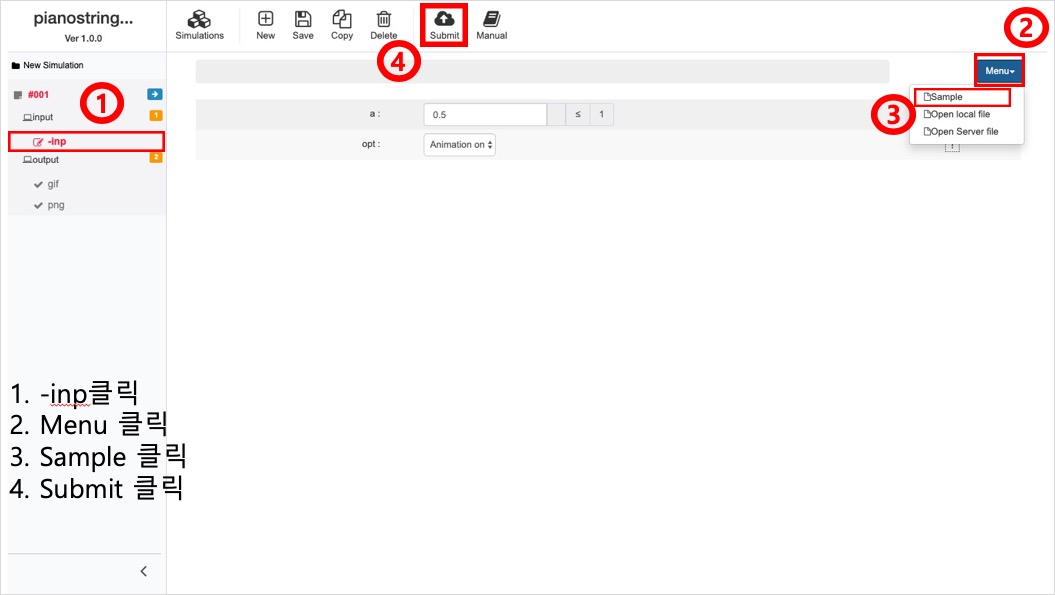 pianostring...
Ver 1.0.0
Simulations
New
Save
Copy
Delete
Submit
Manual
2
4
New Simulation
Menu
#001
1
input
1
-inp
output
2
gif
png
a :
0.5
≤
1
opt :
Animation on
3
Sample
Open local file
Open Server file
1. -inp클릭
2. Menu 클릭
3. Sample 클릭
4. Submit 클릭